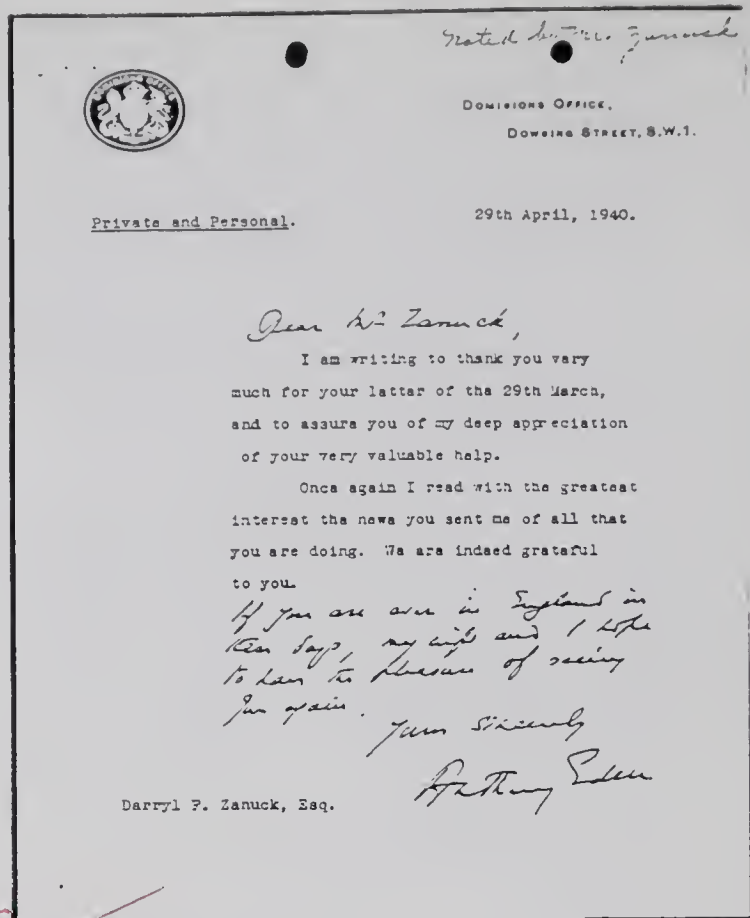 Noted by Mr. Zanuck
DOMINIONS OFFICE,
DOWNING STREET, S.W.1.
Private and Personal.
29th April, 1940.
Dear Mr Zanuck,
I am writing to thank you very
much for your letter of the 29th March,
and to assure you of my deep appreciation
of your very valuable help.
Once again I read with the greatest
interest the news you sent me of all that
you are doing. We are indeed grateful
to you.
If you are over in England in
these days, my wife and I hope
to have the pleasure of seeing
you again.
Yours Sincerely
Anthony Eden
Darryl F. Zanuck, Esq.